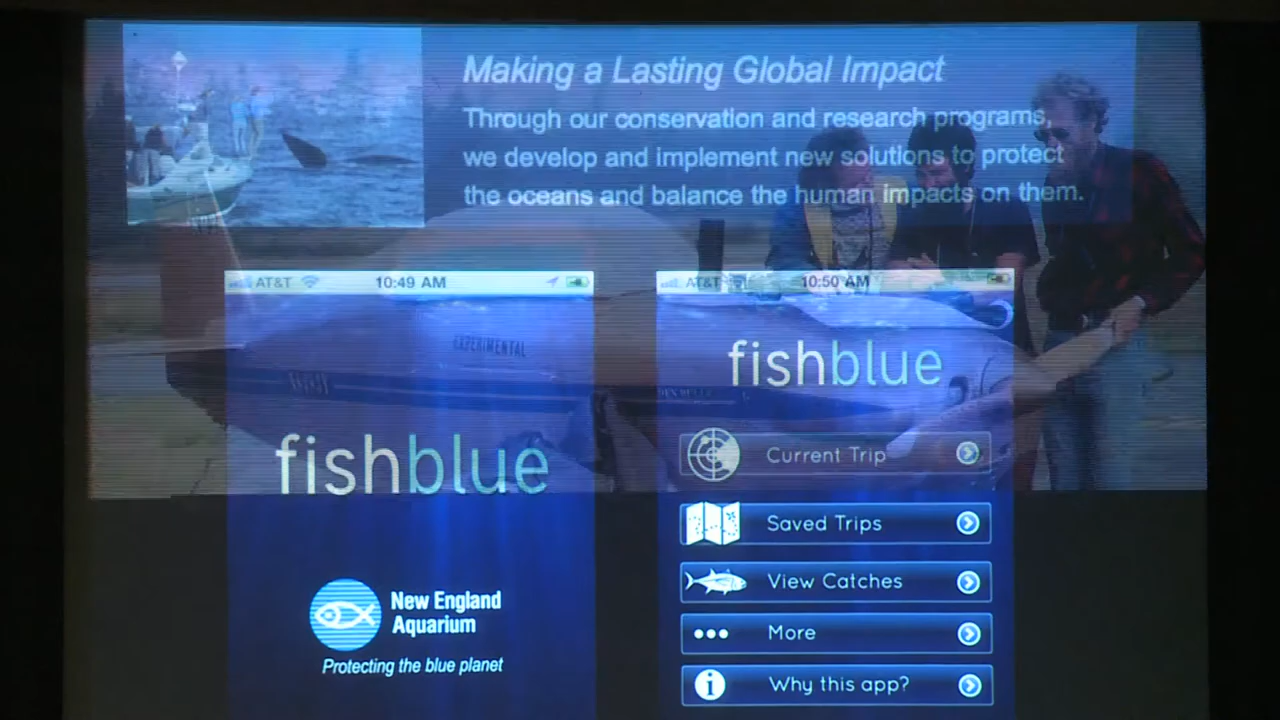 Making a Lasting Global Impact
Through our conservation and research programs,
we develop and implement new solutions to protect
the oceans and balance the human impacts on them.
AT&T 10:49 AM
AT&T 10:50 AM
EXPERIMENTAL
fishblue
fishblue
Current Trip
Saved Trips
View Catches
More
Why this app?
New England
Aquarium
Protecting the blue planet